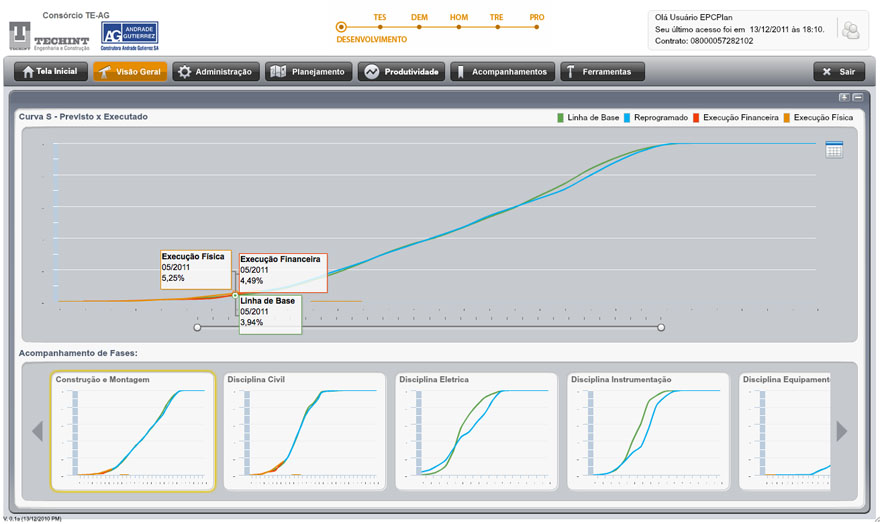 Consórcio TE-AG
TECHINT
Engenharia e Construção
AG
ANDRADE
GUTIERREZ
Construtora Andrade Gutierrez SA
TES
DEM
HOM
TRE
PRO
DESENVOLVIMENTO
Olá Usuário EPCPlan
Seu último acesso foi em 13/12/2011 às 18:10.
Contrato: 08000057282102
Tela Inicial
Visão Geral
Administração
Planejamento
Produtividade
Acompanhamentos
Ferramentas
Sair
Curva S - Previsto x Executado
Linha de Base
Reprogramado
Execução Financeira
Execução Física
Execução Física
05/2011
5,25%
Execução Financeira
05/2011
4,49%
Linha de Base
05/2011
3,94%
Acompanhamento de Fases:
Construção e Montagem
Disciplina Civil
Disciplina Eletrica
Disciplina Instrumentação
Disciplina Equipament
V. 0.1a (13/12/2010 PM)